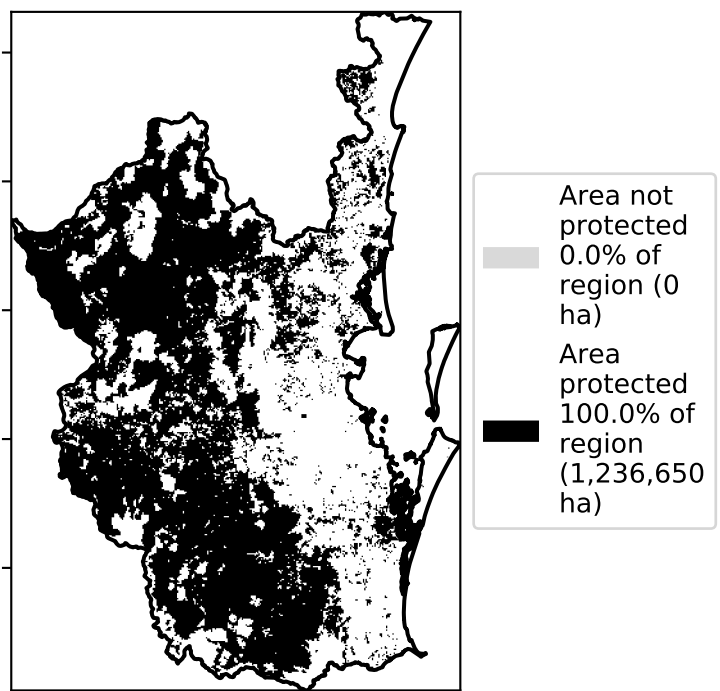 Area not
protected
0.0% of
region (0
ha)
Area
protected
100.0% of
region
(1,236,650
ha)